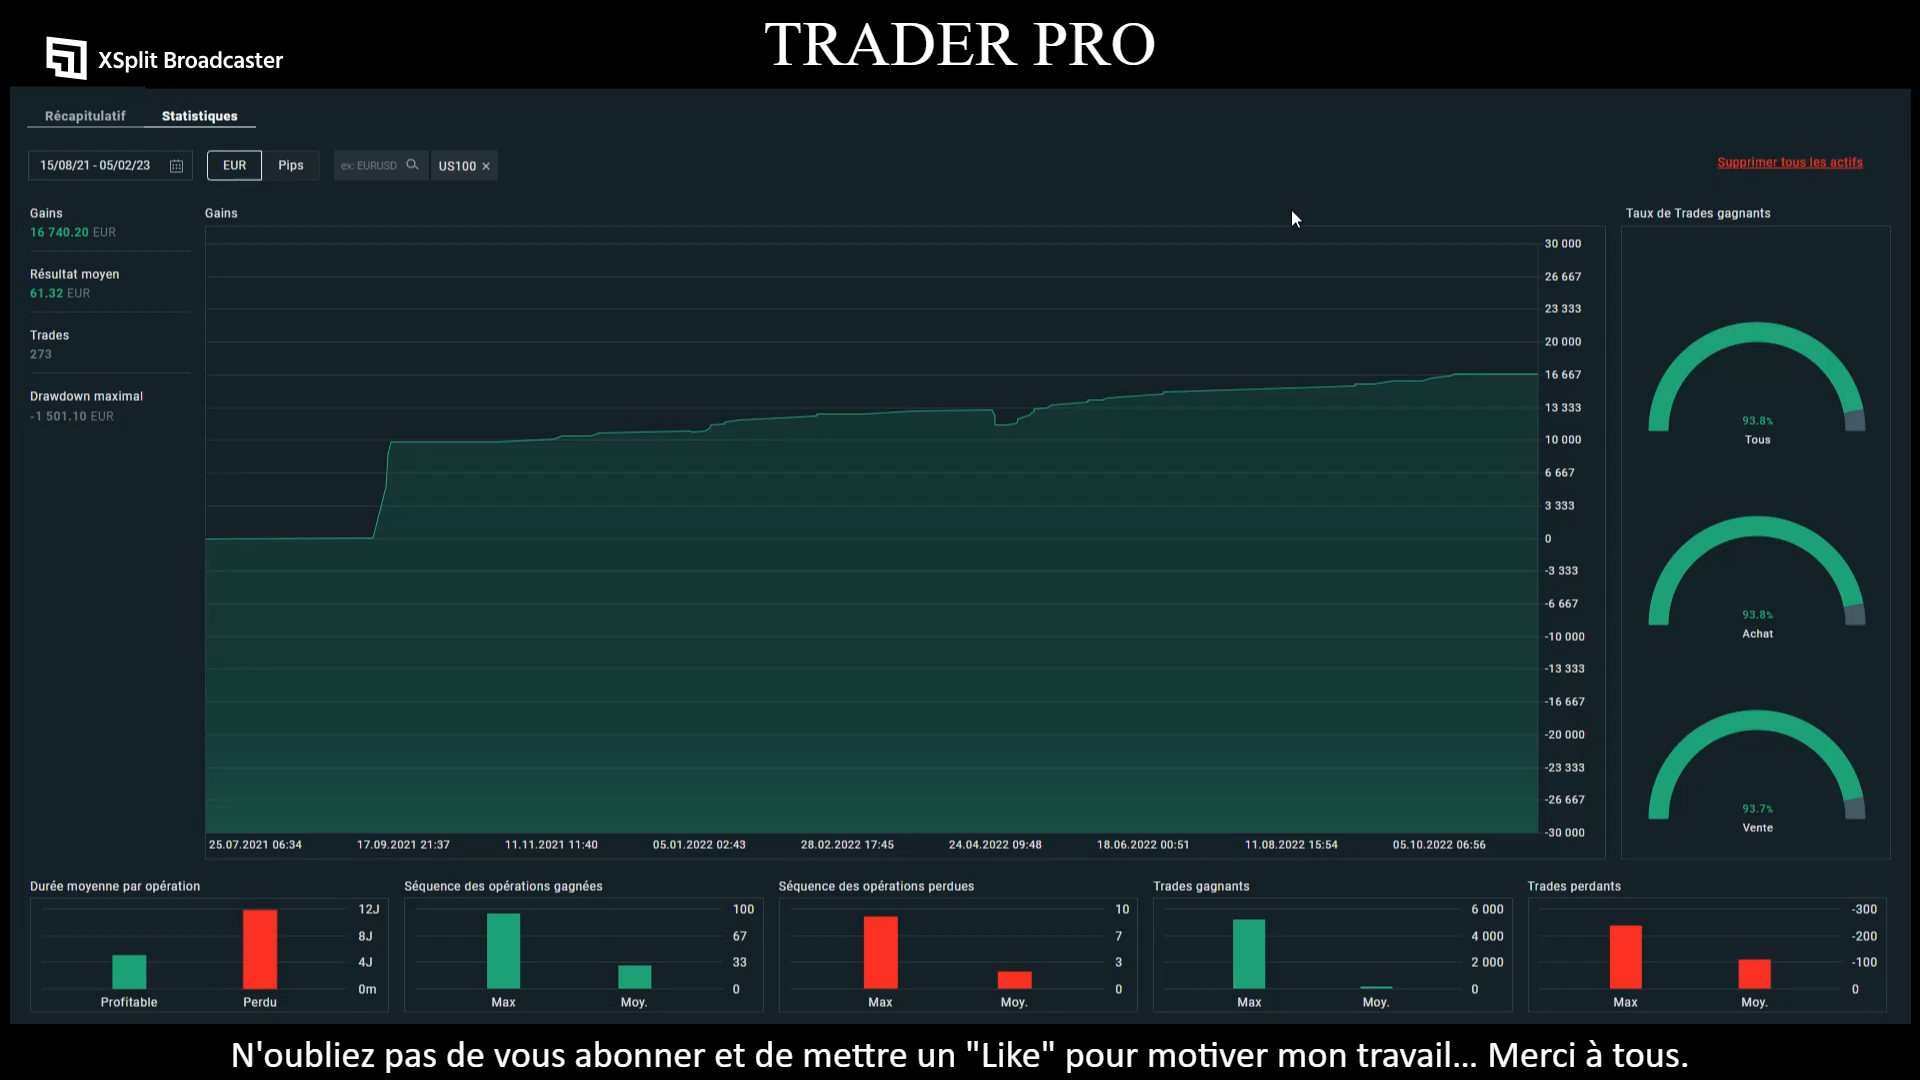 TRADER PRO
XSplit Broadcaster
Récapitulatif
Statistiques
15/08/21 - 05/02/23
EUR
Pips
ex: EURUSD
US100 ×
Supprimer tous les actifs
Gains
16 740.20 EUR
Résultat moyen
61.32 EUR
Trades
273
Drawdown maximal
-1 501.10 EUR
Gains
30 000
26 667
23 333
20 000
16 667
13 333
10 000
6 667
3 333
0
-3 333
-6 667
-10 000
-13 333
-16 667
-20 000
-23 333
-26 667
-30 000
25.07.2021 06:34
17.09.2021 21:37
11.11.2021 11:40
05.01.2022 02:43
28.02.2022 17:45
24.04.2022 09:48
18.06.2022 00:51
11.08.2022 15:54
05.10.2022 06:56
Taux de Trades gagnants
93.8%
Tous
93.8%
Achat
93.7%
Vente
Durée moyenne par opération
12J
8J
4J
0m
Profitable
Perdu
Séquence des opérations gagnées
100
67
33
0
Max
Moy.
Séquence des opérations perdues
10
7
3
0
Max
Moy.
Trades gagnants
6 000
4 000
2 000
0
Max
Moy.
Trades perdants
-300
-200
-100
0
Max
Moy.
N'oubliez pas de vous abonner et de mettre un "Like" pour motiver mon travail... Merci à tous.